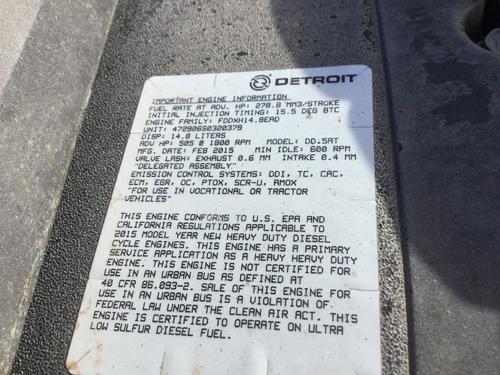 DETROIT
IMPORTANT ENGINE INFORMATION
FUEL RATE AT ADV. HP: 278.8 MM3/STROKE
INITIAL INJECTION TIMING: 15.5 DEG BTC
ENGINE FAMILY: FDDXH14.8EAD
UNIT: 472906S0320379
DISP: 14.8 LITERS
ADV HP: 505 @ 1800 RPM MODEL: DD15AT
MFG. DATE: FEB 2015 MIN IDLE: 600 RPM
VALVE LASH: EXHAUST 0.6 MM INTAKE 0.4 MM
"DELEGATED ASSEMBLY"
EMISSION CONTROL SYSTEMS: DDI, TC, CAC,
ECM, EGR, OC, PTOX, SCR-U, AMOX
"FOR USE IN VOCATIONAL OR TRACTOR
VEHICLES"
THIS ENGINE CONFORMS TO U.S. EPA AND
CALIFORNIA REGULATIONS APPLICABLE TO
2015 MODEL YEAR NEW HEAVY DUTY DIESEL
CYCLE ENGINES. THIS ENGINE HAS A PRIMARY
SERVICE APPLICATION AS A HEAVY HEAVY DUTY
ENGINE. THIS ENGINE IS NOT CERTIFIED FOR
USE IN AN URBAN BUS AS DEFINED AT
40 CFR 86.093-2. SALE OF THIS ENGINE FOR
USE IN AN URBAN BUS IS A VIOLATION OF
FEDERAL LAW UNDER THE CLEAN AIR ACT. THIS
ENGINE IS CERTIFIED TO OPERATE ON ULTRA
LOW SULFUR DIESEL FUEL.